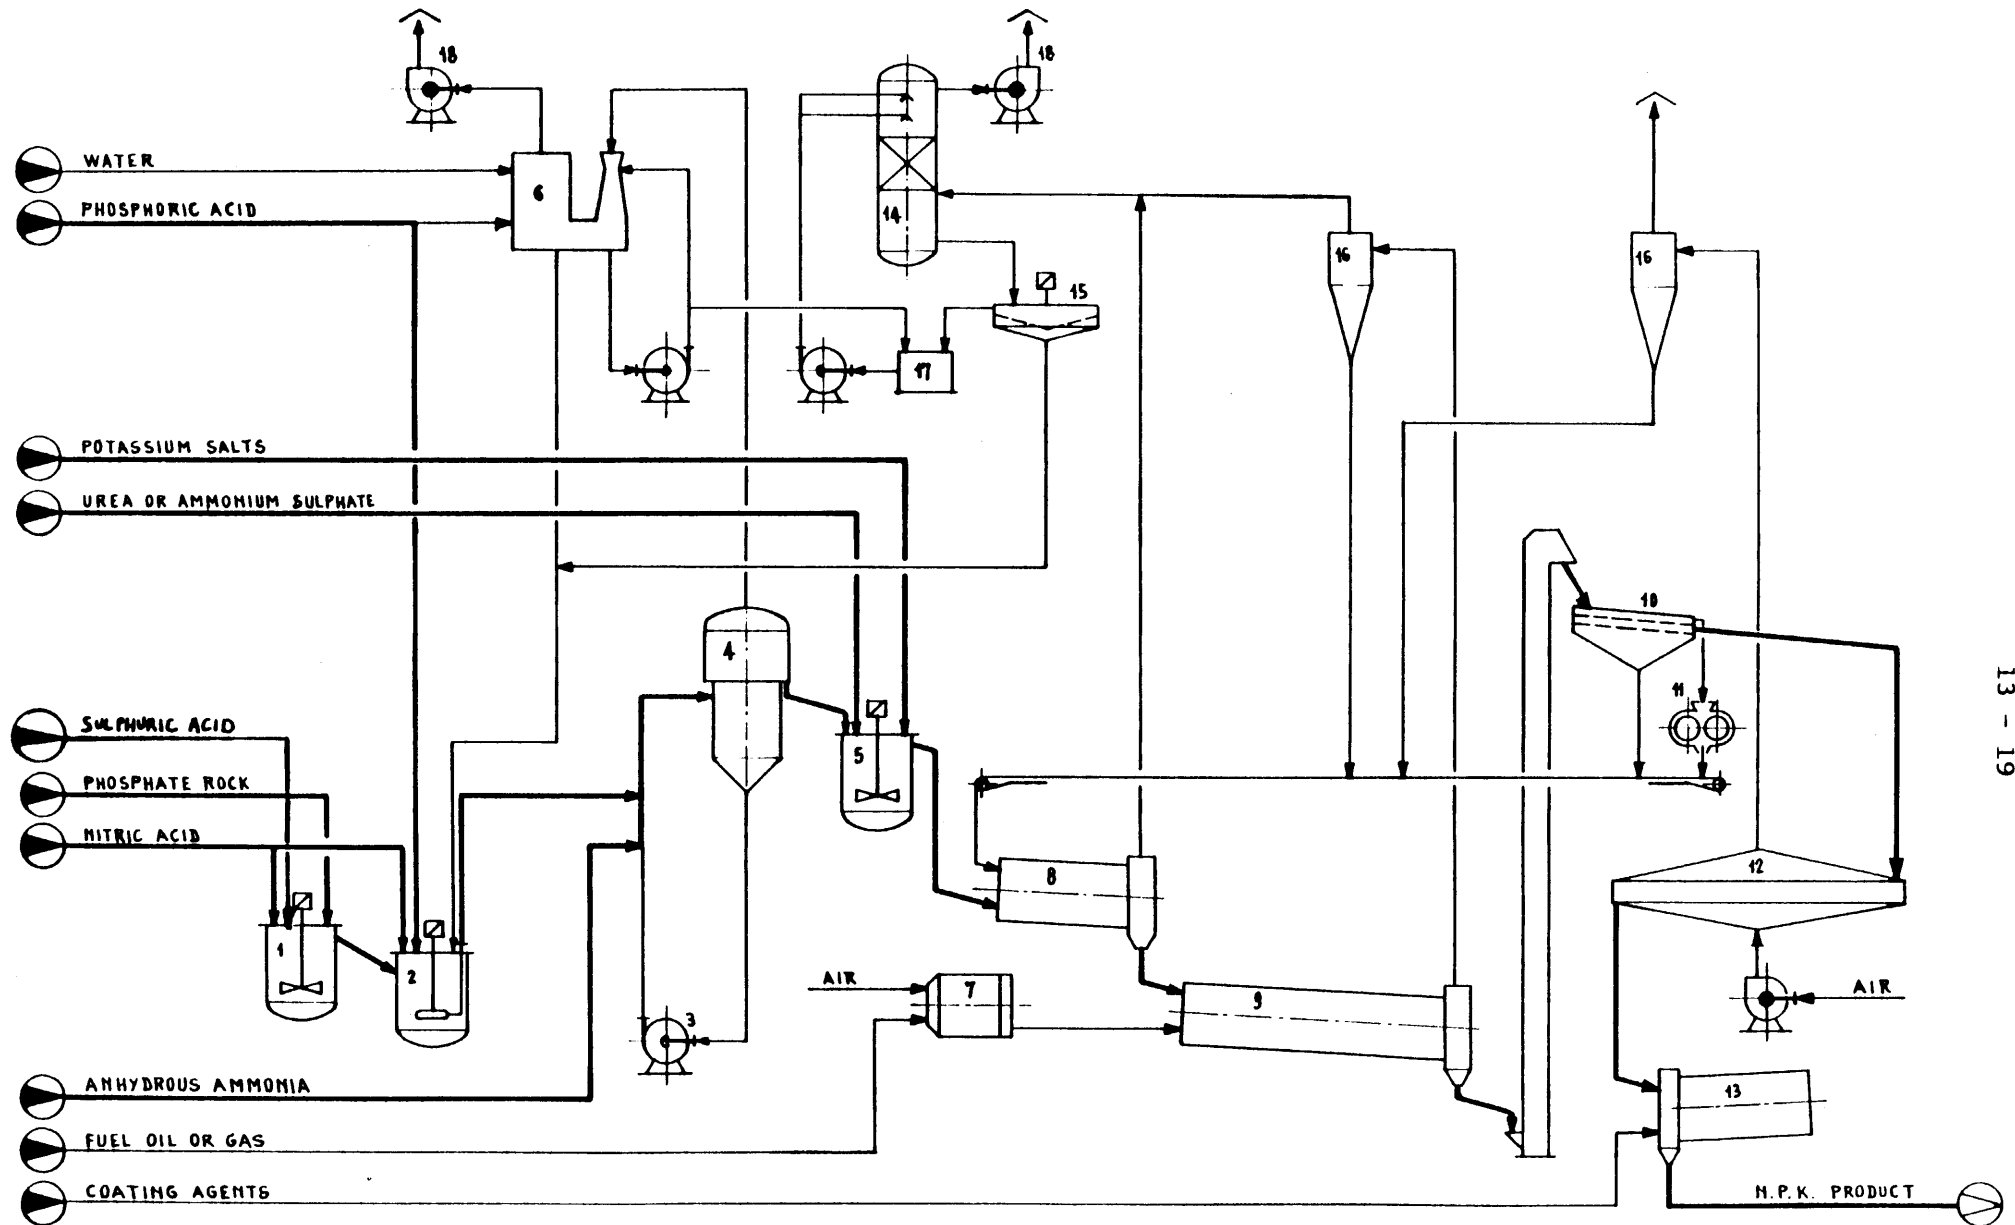 18
18
WATER
6
PHOSPHORIC ACID
14
16
16
15
17
POTASSIUM SALTS
UREA OR AMMONIUM SULPHATE
10
4
11
SULPHURIC ACID
5
PHOSPHATE ROCK
NITRIC ACID
8
12
1
2
AIR
7
9
AIR
3
ANHYDROUS AMMONIA
13
FUEL OIL OR GAS
COATING AGENTS
N.P.K. PRODUCT
13 - 19